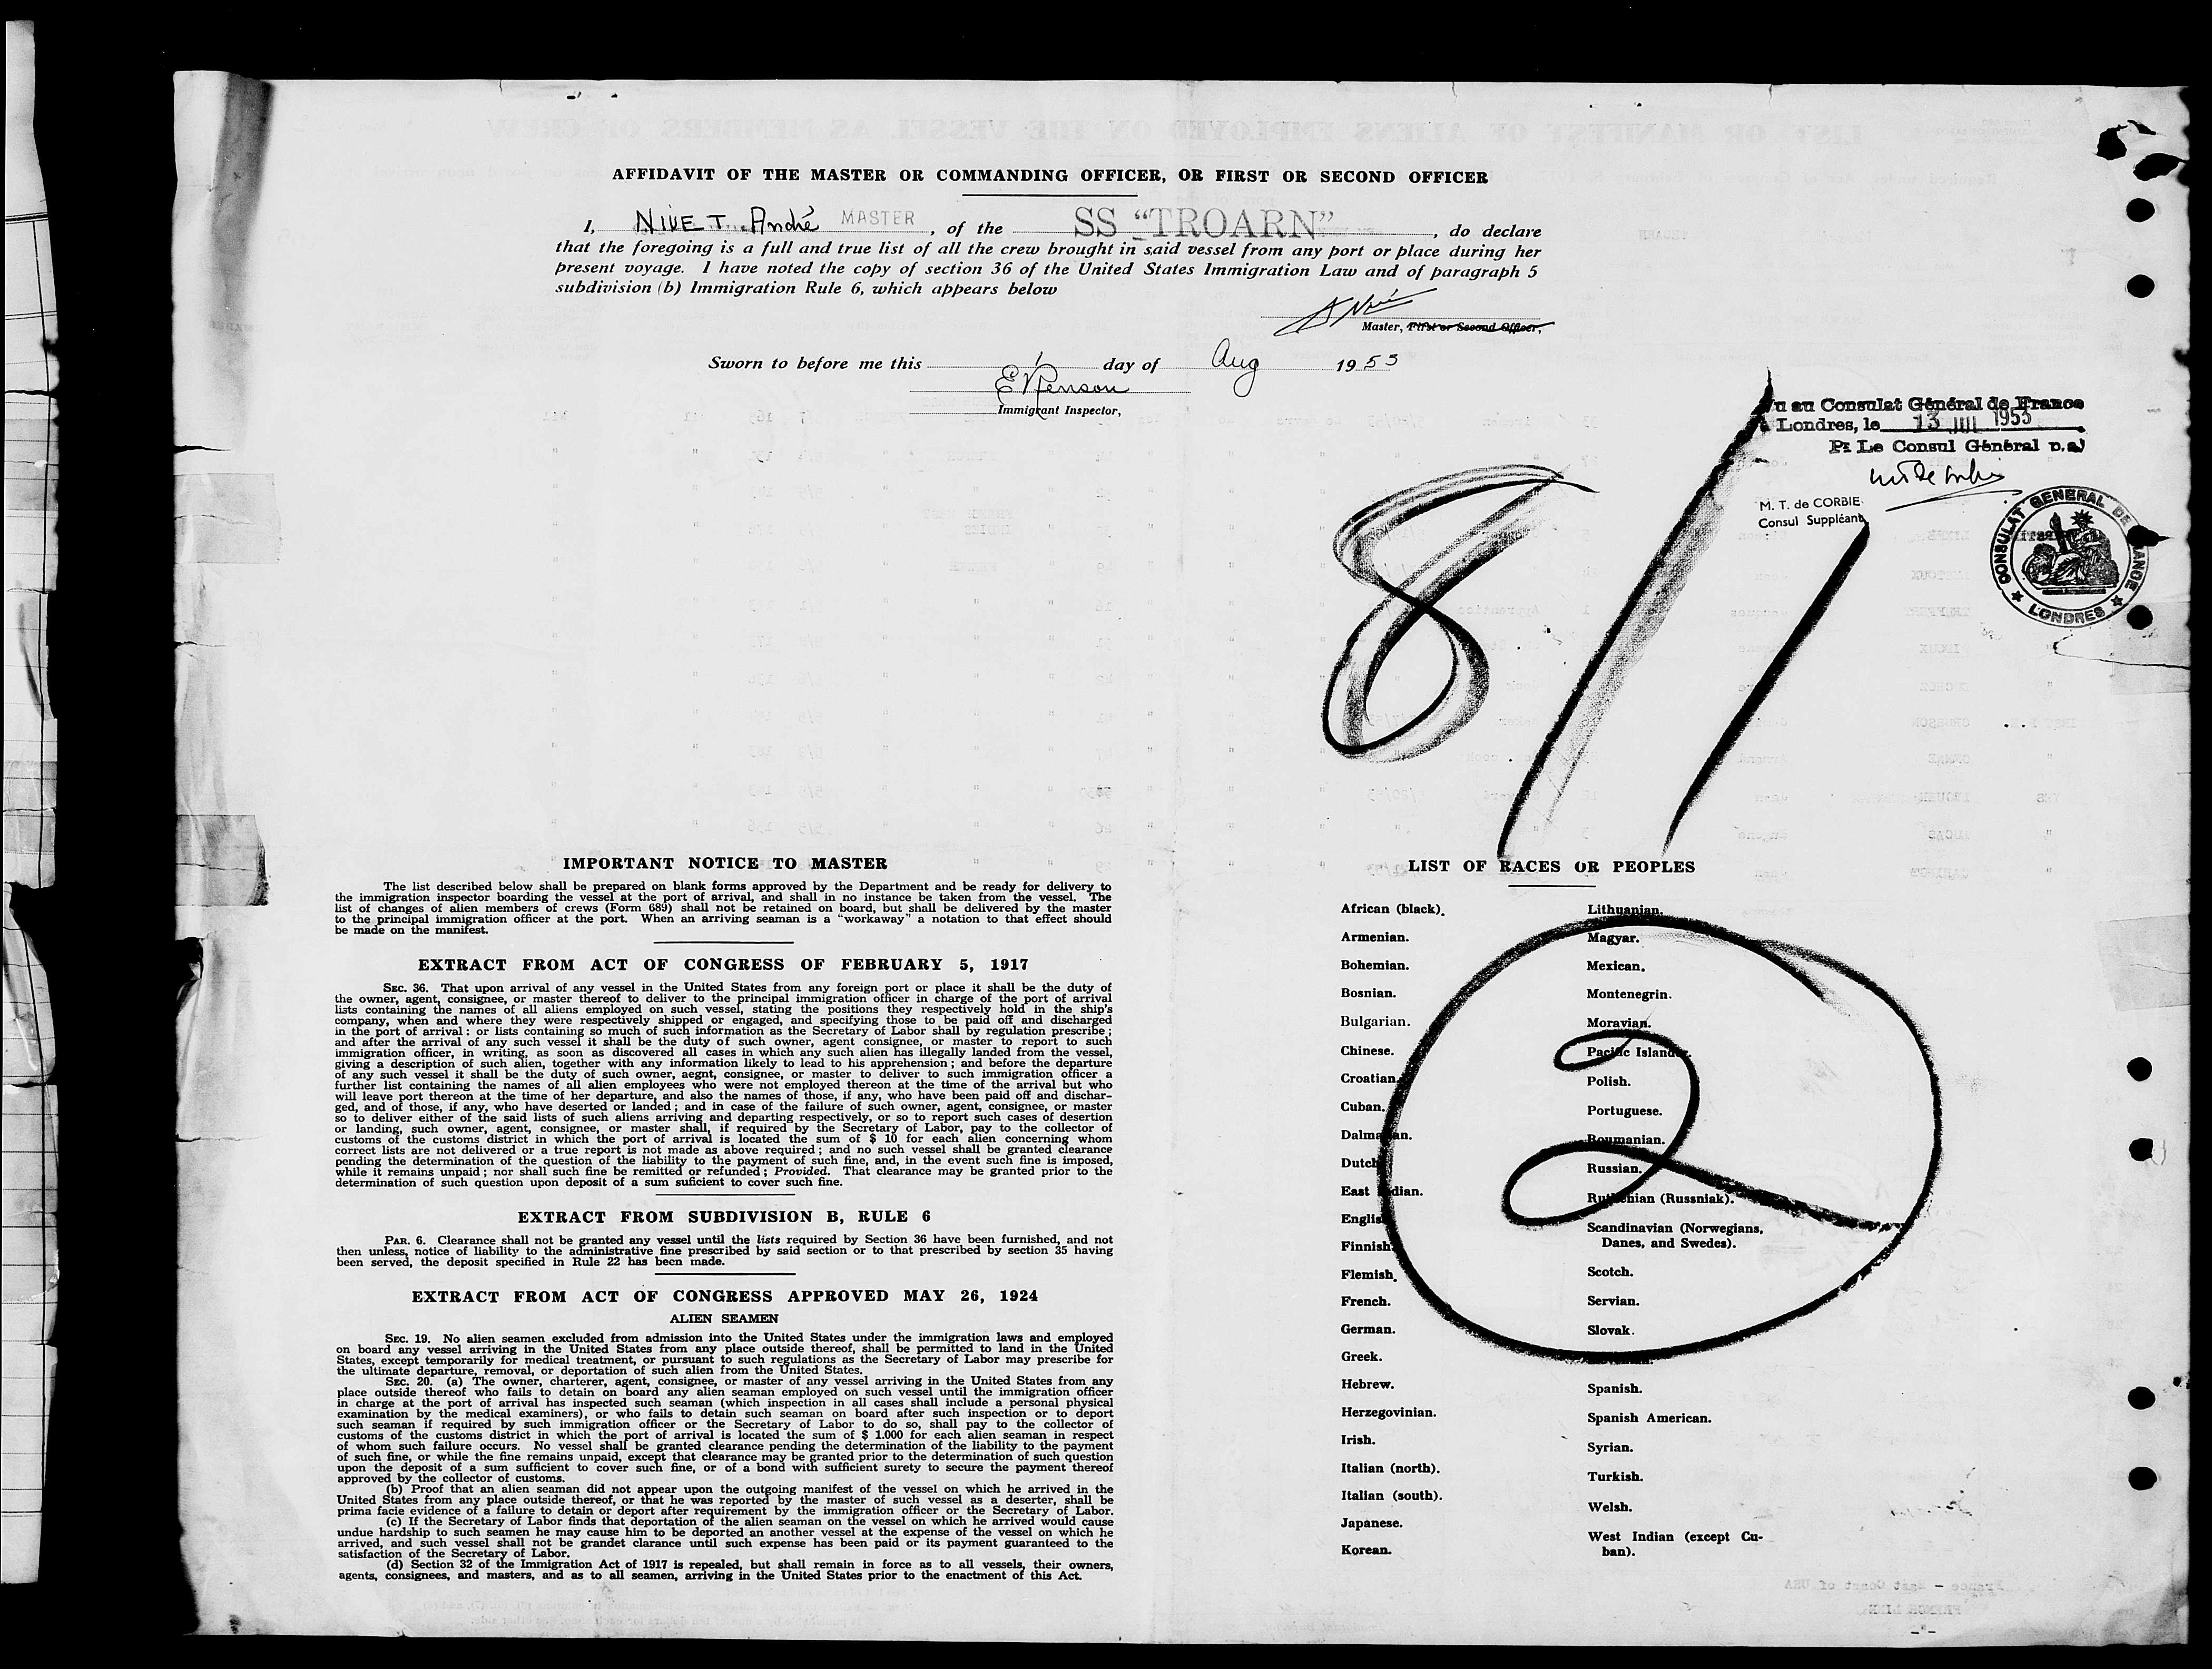 AFFIDAVIT OF THE MASTER OR COMMANDING OFFICER, OR FIRST OR SECOND OFFICER
I, NIVET André MASTER, of the SS "TROARN", do declare
that the foregoing is a full and true list of all the crew brought in said vessel from any port or place during her
present voyage. I have noted the copy of section 36 of the United States Immigration Law and of paragraph 5
subdivision (b) Immigration Rule 6, which appears below
Master, First or Second Officer,
Sworn to before me this 1 day of Aug 1953
Immigrant Inspector,
u au Consulat Général de France
Londres, le 13 JUI 1953
Pr Le Consul Général p.a)
M. T. de CORBIE
Consul Suppléant
CONSULAT GENERAL DE FRANCE
LONDRES
8/1
IMPORTANT NOTICE TO MASTER
The list described below shall be prepared on blank forms approved by the Department and be ready for delivery to
the immigration inspector boarding the vessel at the port of arrival, and shall in no instance be taken from the vessel. The
list of changes of alien members of crews (Form 689) shall not be retained on board, but shall be delivered by the master
to the principal immigration officer at the port. When an arriving seaman is a "workaway" a notation to that effect should
be made on the manifest.
EXTRACT FROM ACT OF CONGRESS OF FEBRUARY 5, 1917
SEC. 36. That upon arrival of any vessel in the United States from any foreign port or place it shall be the duty of
the owner, agent, consignee, or master thereof to deliver to the principal immigration officer in charge of the port of arrival
lists containing the names of all aliens employed on such vessel, stating the positions they respectively hold in the ship's
company, when and where they were respectively shipped or engaged, and specifying those to be paid off and discharged
in the port of arrival : or lists containing so much of such information as the Secretary of Labor shall by regulation prescribe ;
and after the arrival of any such vessel it shall be the duty of such owner, agent consignee, or master to report to such
immigration officer, in writing, as soon as discovered all cases in which any such alien has illegally landed from the vessel,
giving a description of such alien, together with any information likely to lead to his apprehension ; and before the departure
of any such vessel it shall be the duty of such owner, aegnt, consignee, or master to deliver to such immigration officer a
further list containing the names of all alien employees who were not employed thereon at the time of the arrival but who
will leave port thereon at the time of her departure, and also the names of those, if any, who have been paid off and dischar-
ged, and of those, if any, who have deserted or landed ; and in case of the failure of such owner, agent, consignee, or master
so to deliver either of the said lists of such aliens arriving and departing respectively, or so to report such cases of desertion
or landing, such owner, agent, consignee, or master shall, if required by the Secretary of Labor, pay to the collector of
customs of the customs district in which the port of arrival is located the sum of $ 10 for each alien concerning whom
correct lists are not delivered or a true report is not made as above required ; and no such vessel shall be granted clearance
pending the determination of the question of the liability to the payment of such fine, and, in the event such fine is imposed,
while it remains unpaid ; nor shall such fine be remitted or refunded ; Provided. That clearance may be granted prior to the
determination of such question upon deposit of a sum suficient to cover such fine.
EXTRACT FROM SUBDIVISION B, RULE 6
PAR. 6. Clearance shall not be granted any vessel until the lists required by Section 36 have been furnished, and not
then unless, notice of liability to the administrative fine prescribed by said section or to that prescribed by section 35 having
been served, the deposit specified in Rule 22 has been made.
EXTRACT FROM ACT OF CONGRESS APPROVED MAY 26, 1924
ALIEN SEAMEN
SEC. 19. No alien seamen excluded from admission into the United States under the immigration laws and employed
on board any vessel arriving in the United States from any place outside thereof, shall be permitted to land in the United
States, except temporarily for medical treatment, or pursuant to such regulations as the Secretary of Labor may prescribe for
the ultimate departure, removal, or deportation of such alien from the United States.
SEC. 20. (a) The owner, charterer, agent, consignee, or master of any vessel arriving in the United States from any
place outside thereof who fails to detain on board any alien seaman employed on such vessel until the immigration officer
in charge at the port of arrival has inspected such seaman (which inspection in all cases shall include a personal physical
examination by the medical examiners), or who fails to detain such seaman on board after such inspection or to deport
such seaman if required by such immigration officer or the Secretary of Labor to do so, shall pay to the collector of
customs of the customs district in which the port of arrival is located the sum of $ 1.000 for each alien seaman in respect
of whom such failure occurs. No vessel shall be granted clearance pending the determination of the liability to the payment
of such fine, or while the fine remains unpaid, except that clearance may be granted prior to the determination of such question
upon the deposit of a sum sufficient to cover such fine, or of a bond with sufficient surety to secure the payment thereof
approved by the collector of customs.
(b) Proof that an alien seaman did not appear upon the outgoing manifest of the vessel on which he arrived in the
United States from any place outside thereof, or that he was reported by the master of such vessel as a deserter, shall be
prima facie evidence of a failure to detain or deport after requirement by the immigration officer or the Secretary of Labor.
(c) If the Secretary of Labor finds that deportation of the alien seaman on the vessel on which he arrived would cause
undue hardship to such seamen he may cause him to be deported an another vessel at the expense of the vessel on which he
arrived, and such vessel shall not be grandet clarance until such expense has been paid or its payment guaranteed to the
satisfaction of the Secretary of Labor.
(d) Section 32 of the Immigration Act of 1917 is repealed, but shall remain in force as to all vessels, their owners,
agents, consignees, and masters, and as to all seamen, arriving in the United States prior to the enactment of this Act.
LIST OF RACES OR PEOPLES
African (black).
Armenian.
Bohemian.
Bosnian.
Bulgarian.
Chinese.
Croatian.
Cuban.
Dalmatian.
Dutch
East Indian.
English
Finnish
Flemish.
French.
German.
Greek.
Hebrew.
Herzegovinian.
Irish.
Italian (north).
Italian (south).
Japanese.
Korean.
Lithuanian.
Magyar.
Mexican.
Montenegrin.
Moravian.
Pacific Islander.
Polish.
Portuguese.
Roumanian.
Russian.
Ruthenian (Russniak).
Scandinavian (Norwegians,
Danes, and Swedes).
Scotch.
Servian.
Slovak.
Spanish.
Spanish American.
Syrian.
Turkish.
Welsh.
West Indian (except Cu-
ban).
2